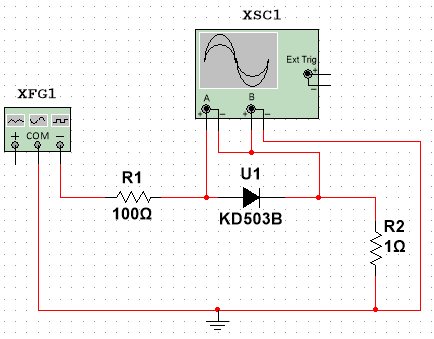 XSC1
Ext Trig
+
-
A
B
+ - + -
XFG1
+ COM -
R1
100Ω
U1
KD503B
R2
1Ω